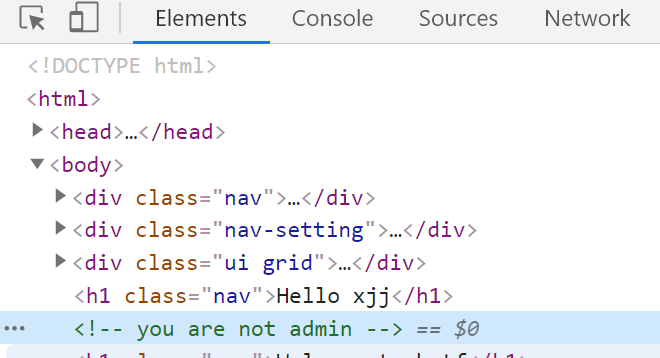 Elements Console Sources Network
<!DOCTYPE html>
<html>
<head>…</head>
<body>
<div class="nav">…</div>
<div class="nav-setting">…</div>
<div class="ui grid">…</div>
<h1 class="nav">Hello xjj</h1>
<!-- you are not admin --> == $0